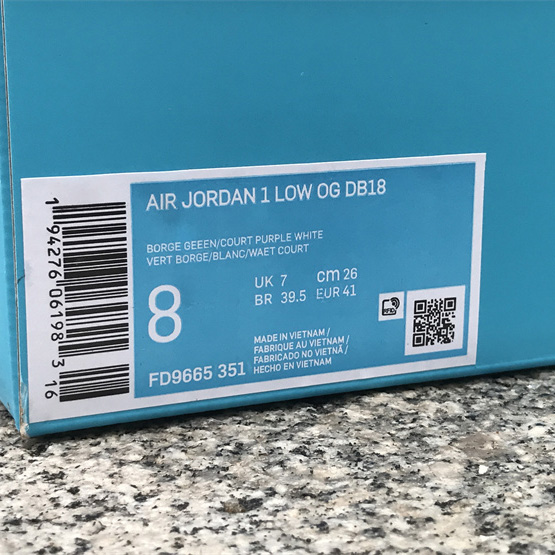 AIR JORDAN 1 LOW OG DB18
BORGE GEEEN/COURT PURPLE WHITE
VERT BORGE/BLANC/WAET COURT
8
UK 7 cm 26
BR 39.5 EUR 41
RFID
MADE IN VIETNAM /
FABRIQUE AU VIETNAM /
FABRICADO NO VIETNÃ /
HECHO EN VIETNAM
FD9665 351
1 94276 06198 3 16